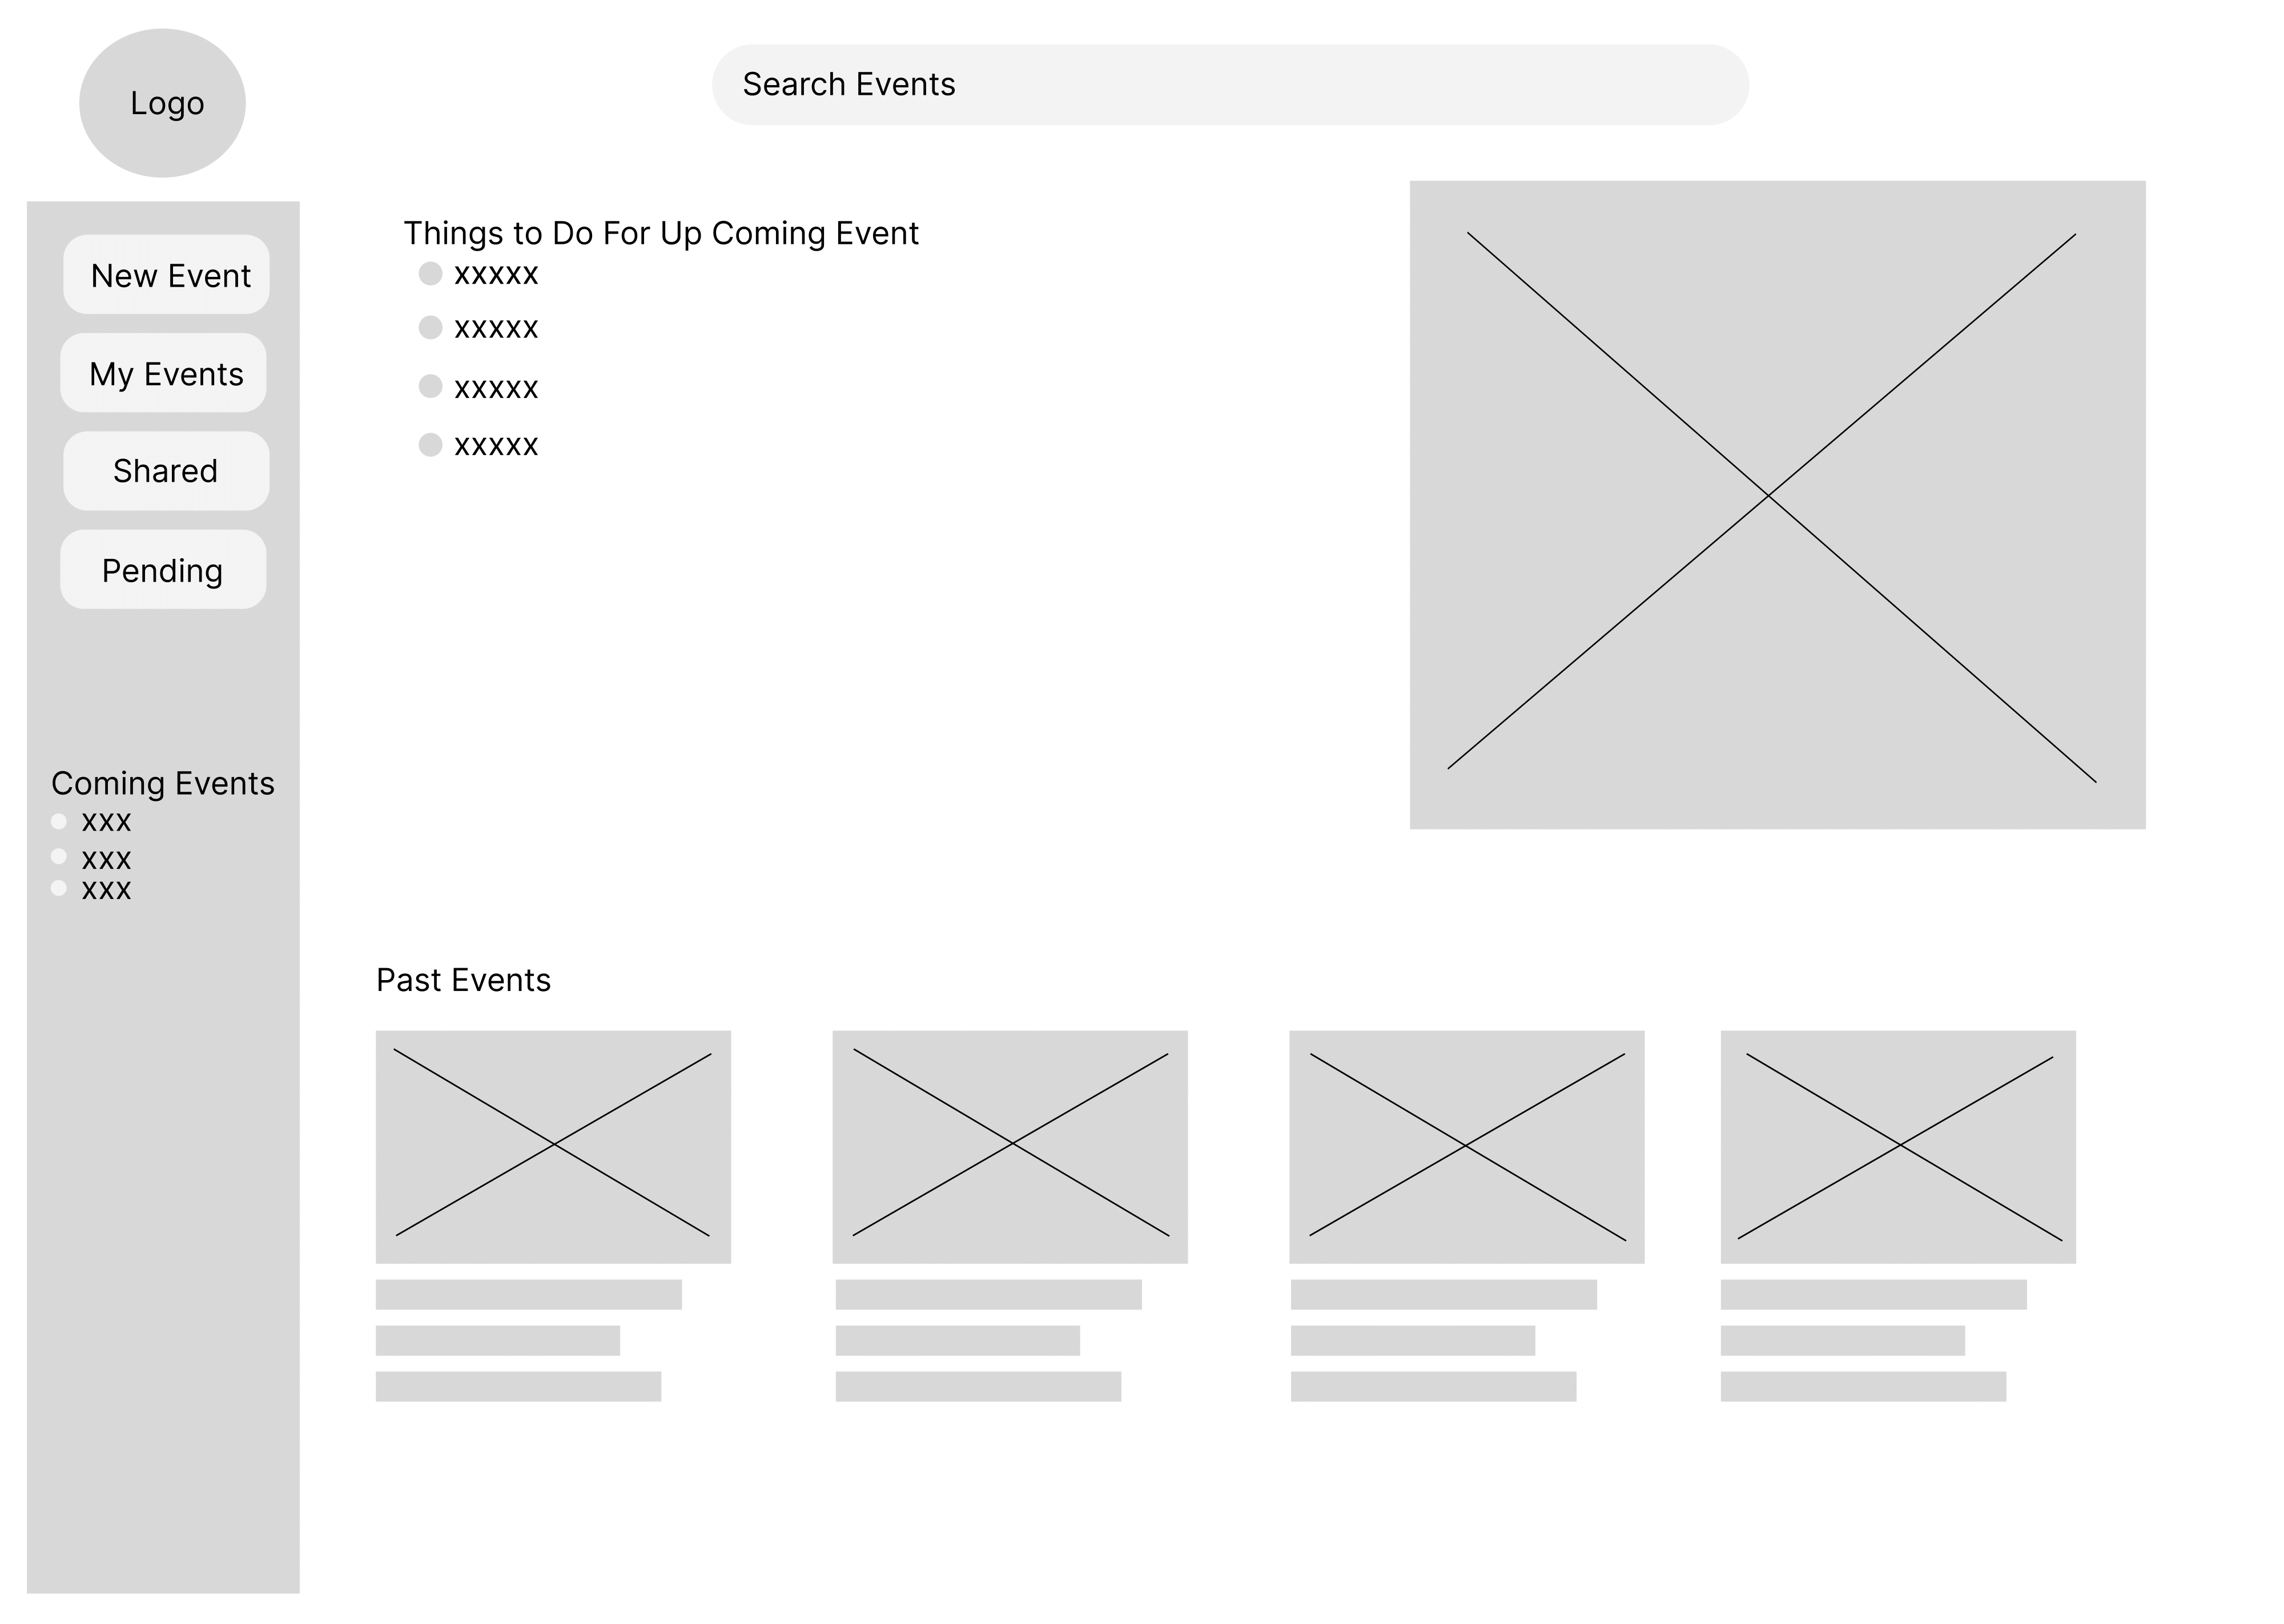 Logo
Search Events
New Event
My Events
Shared
Pending
Coming Events
xxx
xxx
xxx
Things to Do For Up Coming Event
xxxxx
xxxxx
xxxxx
xxxxx
Past Events